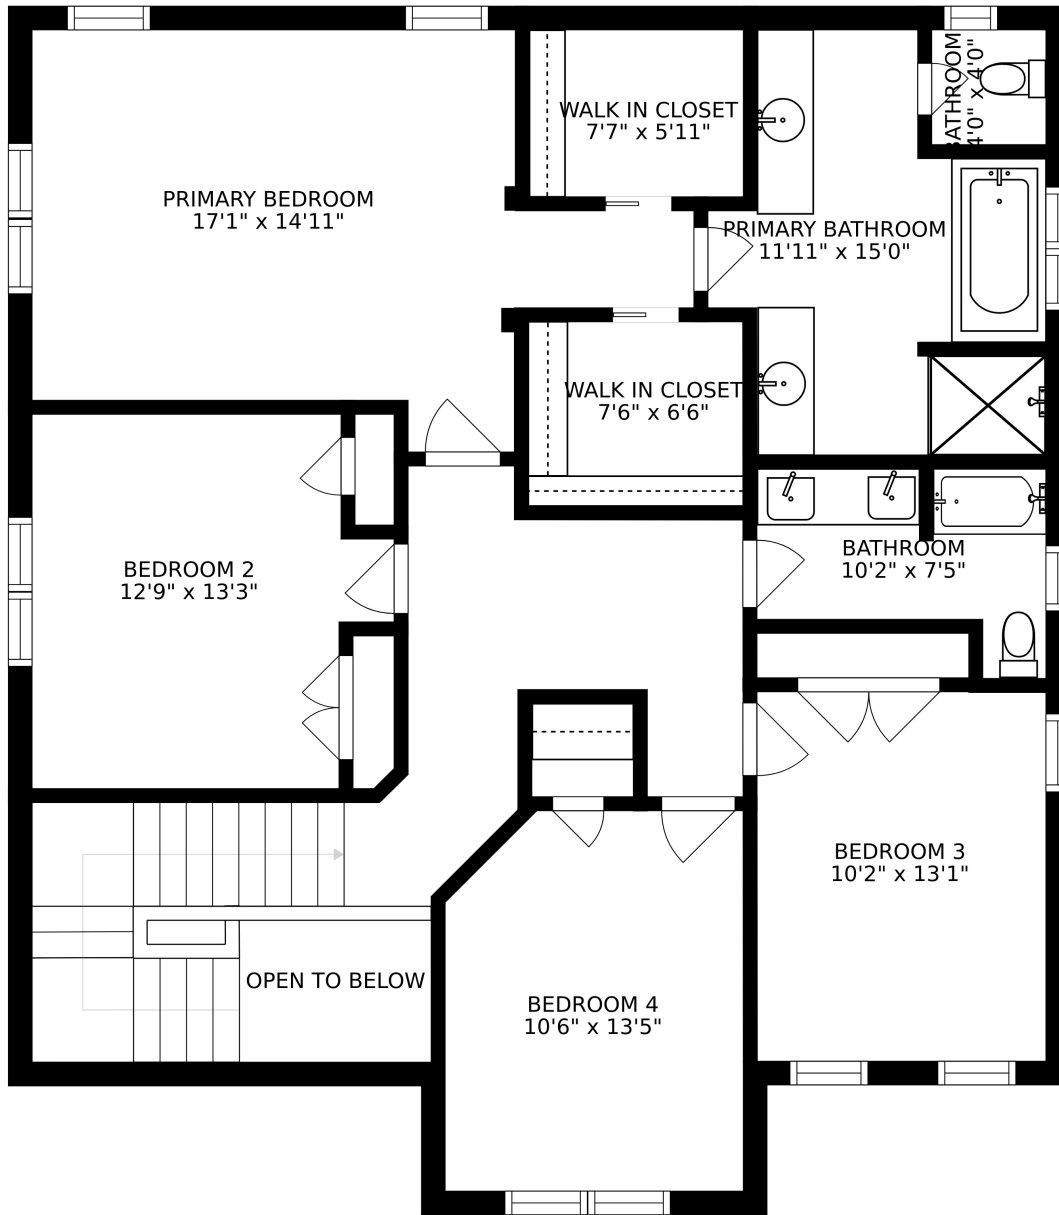 WALK IN CLOSET
7'7" x 5'11"
BATHROOM
4'0" x 4'0"
PRIMARY BEDROOM
17'1" x 14'11"
PRIMARY BATHROOM
11'11" x 15'0"
WALK IN CLOSET
7'6" x 6'6"
BATHROOM
10'2" x 7'5"
BEDROOM 2
12'9" x 13'3"
BEDROOM 3
10'2" x 13'1"
OPEN TO BELOW
BEDROOM 4
10'6" x 13'5"